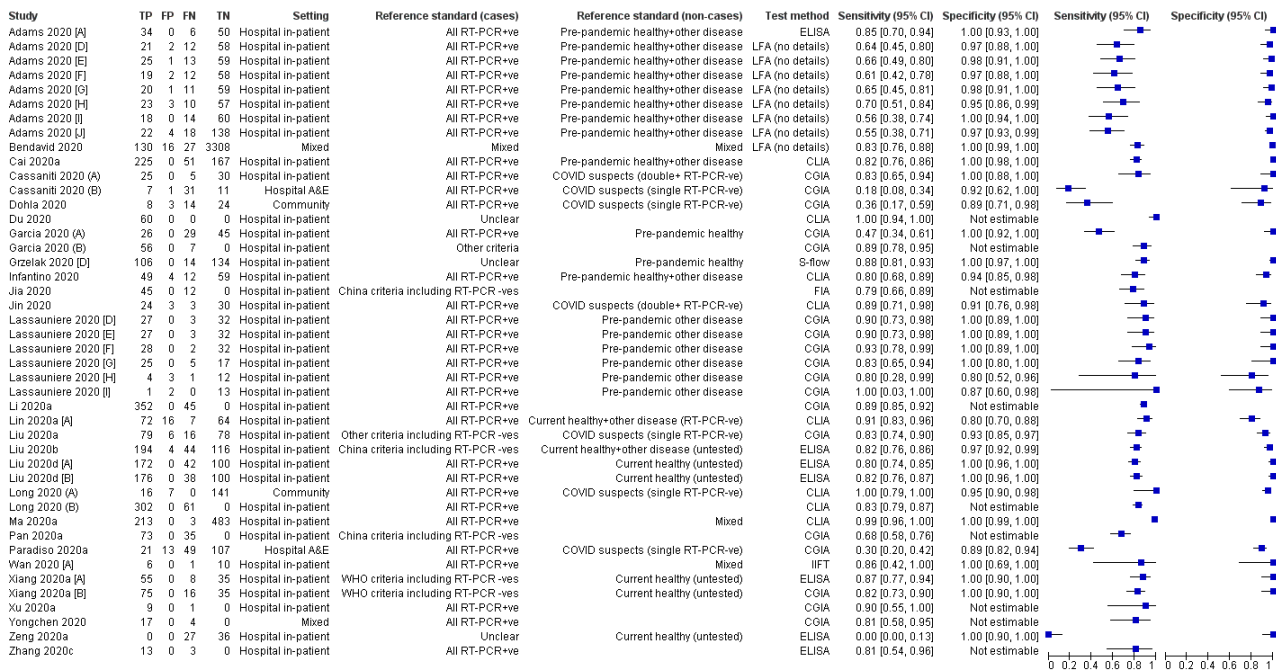 Study TP FP FN TN Setting Reference standard (cases) Reference standard (non-cases) Test method Sensitivity (95% CI) Specificity (95% CI) Sensitivity (95% CI) Specificity (95% CI)
Adams 2020 [A] 34 0 6 50 Hospital in-patient All RT-PCR+ve Pre-pandemic healthy+other disease ELISA 0.85 [0.70, 0.94] 1.00 [0.93, 1.00]
Adams 2020 [D] 21 2 12 58 Hospital in-patient All RT-PCR+ve Pre-pandemic healthy+other disease LFA (no details) 0.64 [0.45, 0.80] 0.97 [0.88, 1.00]
Adams 2020 [E] 25 1 13 59 Hospital in-patient All RT-PCR+ve Pre-pandemic healthy+other disease LFA (no details) 0.66 [0.49, 0.80] 0.98 [0.91, 1.00]
Adams 2020 [F] 19 2 12 58 Hospital in-patient All RT-PCR+ve Pre-pandemic healthy+other disease LFA (no details) 0.61 [0.42, 0.78] 0.97 [0.88, 1.00]
Adams 2020 [G] 20 1 11 59 Hospital in-patient All RT-PCR+ve Pre-pandemic healthy+other disease LFA (no details) 0.65 [0.45, 0.81] 0.98 [0.91, 1.00]
Adams 2020 [H] 23 3 10 57 Hospital in-patient All RT-PCR+ve Pre-pandemic healthy+other disease LFA (no details) 0.70 [0.51, 0.84] 0.95 [0.86, 0.99]
Adams 2020 [I] 18 0 14 60 Hospital in-patient All RT-PCR+ve Pre-pandemic healthy+other disease LFA (no details) 0.56 [0.38, 0.74] 1.00 [0.94, 1.00]
Adams 2020 [J] 22 4 18 138 Hospital in-patient All RT-PCR+ve Pre-pandemic healthy+other disease LFA (no details) 0.55 [0.38, 0.71] 0.97 [0.93, 0.99]
Bendavid 2020 130 16 27 3308 Mixed Mixed Mixed LFA (no details) 0.83 [0.76, 0.88] 1.00 [0.99, 1.00]
Cai 2020a 225 0 51 167 Hospital in-patient All RT-PCR+ve Pre-pandemic healthy+other disease CLIA 0.82 [0.76, 0.86] 1.00 [0.98, 1.00]
Cassaniti 2020 (A) 25 0 5 30 Hospital in-patient All RT-PCR+ve COVID suspects (double+ RT-PCR-ve) CGIA 0.83 [0.65, 0.94] 1.00 [0.88, 1.00]
Cassaniti 2020 (B) 7 1 31 11 Hospital A&E All RT-PCR+ve COVID suspects (single RT-PCR-ve) CGIA 0.18 [0.08, 0.34] 0.92 [0.62, 1.00]
Dohla 2020 8 3 14 24 Community All RT-PCR+ve COVID suspects (single RT-PCR-ve) CGIA 0.36 [0.17, 0.59] 0.89 [0.71, 0.98]
Du 2020 60 0 0 0 Hospital in-patient Unclear CLIA 1.00 [0.94, 1.00] Not estimable
Garcia 2020 (A) 26 0 29 45 Hospital in-patient All RT-PCR+ve Pre-pandemic healthy CGIA 0.47 [0.34, 0.61] 1.00 [0.92, 1.00]
Garcia 2020 (B) 56 0 7 0 Hospital in-patient Other criteria CGIA 0.89 [0.78, 0.95] Not estimable
Grzelak 2020 [D] 106 0 14 134 Hospital in-patient Unclear Pre-pandemic healthy S-flow 0.88 [0.81, 0.93] 1.00 [0.97, 1.00]
Infantino 2020 49 4 12 59 Hospital in-patient All RT-PCR+ve Pre-pandemic healthy+other disease CLIA 0.80 [0.68, 0.89] 0.94 [0.85, 0.98]
Jia 2020 45 0 12 0 Hospital in-patient China criteria including RT-PCR -ves FIA 0.79 [0.66, 0.89] Not estimable
Jin 2020 24 3 3 30 Hospital in-patient All RT-PCR+ve COVID suspects (double+ RT-PCR-ve) CLIA 0.89 [0.71, 0.98] 0.91 [0.76, 0.98]
Lassauniere 2020 [D] 27 0 3 32 Hospital in-patient All RT-PCR+ve Pre-pandemic other disease CGIA 0.90 [0.73, 0.98] 1.00 [0.89, 1.00]
Lassauniere 2020 [E] 27 0 3 32 Hospital in-patient All RT-PCR+ve Pre-pandemic other disease CGIA 0.90 [0.73, 0.98] 1.00 [0.89, 1.00]
Lassauniere 2020 [F] 28 0 2 32 Hospital in-patient All RT-PCR+ve Pre-pandemic other disease CGIA 0.93 [0.78, 0.99] 1.00 [0.89, 1.00]
Lassauniere 2020 [G] 25 0 5 17 Hospital in-patient All RT-PCR+ve Pre-pandemic other disease CGIA 0.83 [0.65, 0.94] 1.00 [0.80, 1.00]
Lassauniere 2020 [H] 4 3 1 12 Hospital in-patient All RT-PCR+ve Pre-pandemic other disease CGIA 0.80 [0.28, 0.99] 0.80 [0.52, 0.96]
Lassauniere 2020 [I] 1 2 0 13 Hospital in-patient All RT-PCR+ve Pre-pandemic other disease CGIA 1.00 [0.03, 1.00] 0.87 [0.60, 0.98]
Li 2020a 352 0 45 0 Hospital in-patient All RT-PCR+ve CGIA 0.89 [0.85, 0.92] Not estimable
Lin 2020a [A] 72 16 7 64 Hospital in-patient All RT-PCR+ve Current healthy+other disease (RT-PCR-ve) CLIA 0.91 [0.83, 0.96] 0.80 [0.70, 0.88]
Liu 2020a 79 6 16 78 Hospital in-patient Other criteria including RT-PCR -ves COVID suspects (single RT-PCR-ve) CGIA 0.83 [0.74, 0.90] 0.93 [0.85, 0.97]
Liu 2020b 194 4 44 116 Hospital in-patient China criteria including RT-PCR -ves Current healthy+other disease (untested) ELISA 0.82 [0.76, 0.86] 0.97 [0.92, 0.99]
Liu 2020d [A] 172 0 42 100 Hospital in-patient All RT-PCR+ve Current healthy (untested) ELISA 0.80 [0.74, 0.85] 1.00 [0.96, 1.00]
Liu 2020d [B] 176 0 38 100 Hospital in-patient All RT-PCR+ve Current healthy (untested) ELISA 0.82 [0.76, 0.87] 1.00 [0.96, 1.00]
Long 2020 (A) 16 7 0 141 Community All RT-PCR+ve COVID suspects (single RT-PCR-ve) CLIA 1.00 [0.79, 1.00] 0.95 [0.90, 0.98]
Long 2020 (B) 302 0 61 0 Hospital in-patient All RT-PCR+ve CLIA 0.83 [0.79, 0.87] Not estimable
Ma 2020a 213 0 3 483 Hospital in-patient All RT-PCR+ve Mixed CLIA 0.99 [0.96, 1.00] 1.00 [0.99, 1.00]
Pan 2020a 73 0 35 0 Hospital in-patient China criteria including RT-PCR -ves CGIA 0.68 [0.58, 0.76] Not estimable
Paradiso 2020a 21 13 49 107 Hospital A&E All RT-PCR+ve COVID suspects (single RT-PCR-ve) CGIA 0.30 [0.20, 0.42] 0.89 [0.82, 0.94]
Wan 2020 [A] 6 0 1 10 Hospital in-patient All RT-PCR+ve Mixed IIFT 0.86 [0.42, 1.00] 1.00 [0.69, 1.00]
Xiang 2020a [A] 55 0 8 35 Hospital in-patient WHO criteria including RT-PCR -ves Current healthy (untested) ELISA 0.87 [0.77, 0.94] 1.00 [0.90, 1.00]
Xiang 2020a [B] 75 0 16 35 Hospital in-patient WHO criteria including RT-PCR -ves Current healthy (untested) CGIA 0.82 [0.73, 0.90] 1.00 [0.90, 1.00]
Xu 2020a 9 0 1 0 Hospital in-patient All RT-PCR+ve CGIA 0.90 [0.55, 1.00] Not estimable
Yongchen 2020 17 0 4 0 Mixed All RT-PCR+ve CGIA 0.81 [0.58, 0.95] Not estimable
Zeng 2020a 0 0 27 36 Hospital in-patient Unclear Current healthy (untested) ELISA 0.00 [0.00, 0.13] 1.00 [0.90, 1.00]
Zhang 2020c 13 0 3 0 Hospital in-patient All RT-PCR+ve ELISA 0.81 [0.54, 0.96] Not estimable
0 0.2 0.4 0.6 0.8 1 0 0.2 0.4 0.6 0.8 1